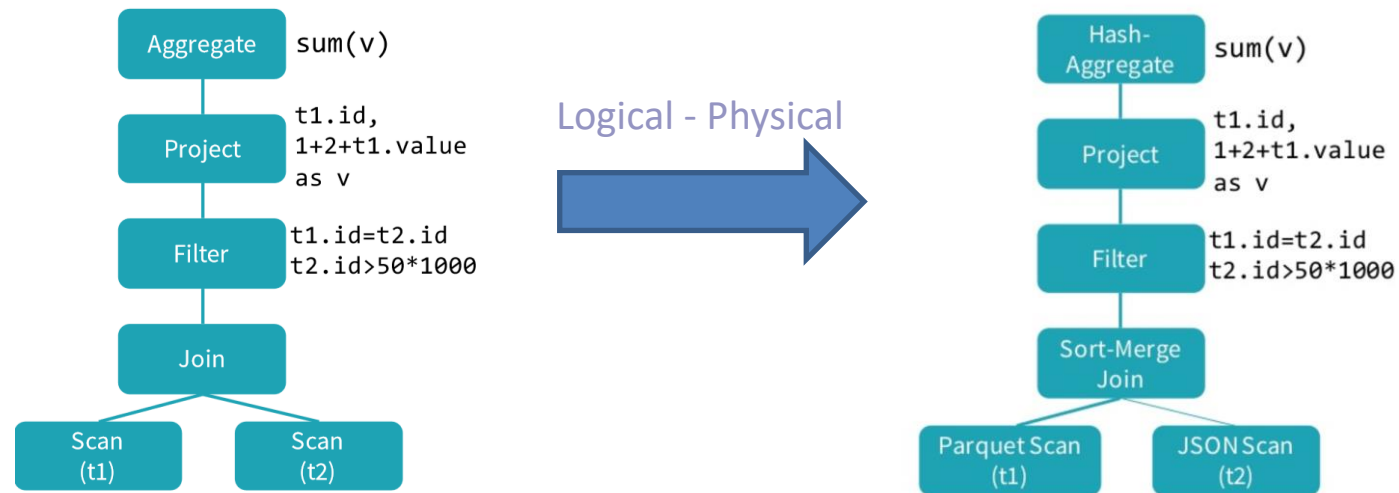 Aggregate
sum(v)
Project
t1.id,
1+2+t1.value
as v
Filter
t1.id=t2.id
t2.id>50*1000
Join
Scan
(t1)
Scan
(t2)
Logical - Physical
Hash-
Aggregate
sum(v)
Project
t1.id,
1+2+t1.value
as v
Filter
t1.id=t2.id
t2.id>50*1000
Sort-Merge
Join
Parquet Scan
(t1)
JSON Scan
(t2)